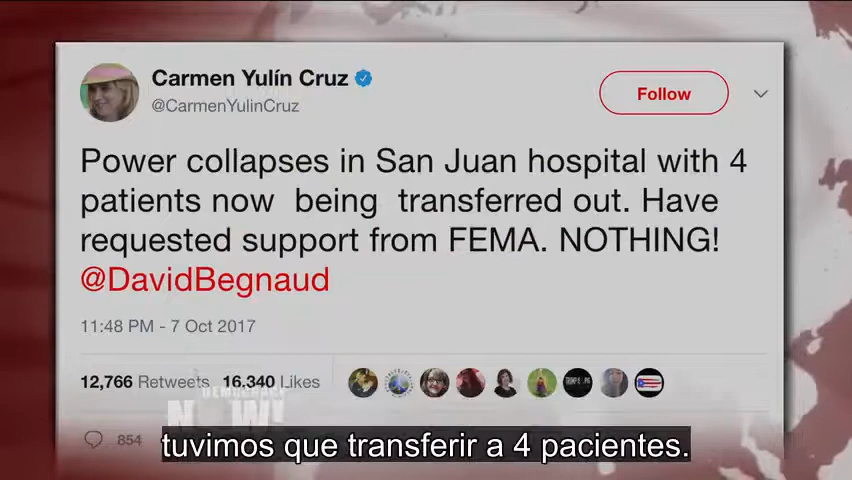 Carmen Yulín Cruz
@CarmenYulinCruz
Follow
Power collapses in San Juan hospital with 4
patients now being transferred out. Have
requested support from FEMA. NOTHING!
@DavidBegnaud
11:48 PM - 7 Oct 2017
12,766 Retweets 16,340 Likes
DEMOCRACY
NOW!
854
tuvimos que transferir a 4 pacientes.